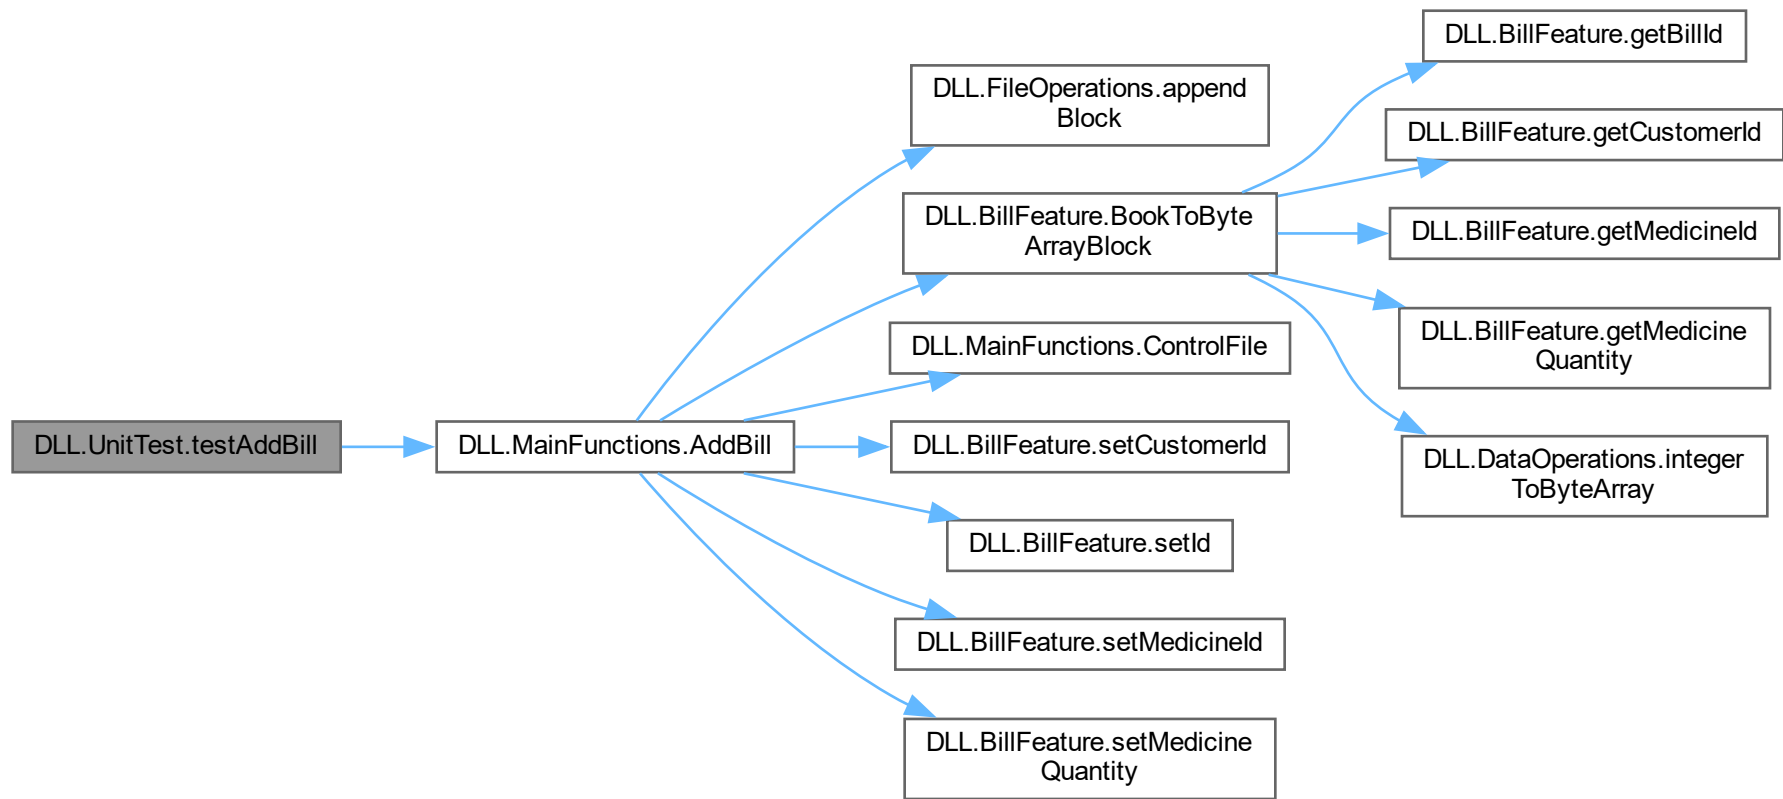 DLL.UnitTest.testAddBill
DLL.MainFunctions.AddBill
DLL.FileOperations.append
Block
DLL.BillFeature.BookToByte
ArrayBlock
DLL.MainFunctions.ControlFile
DLL.BillFeature.setCustomerId
DLL.BillFeature.setId
DLL.BillFeature.setMedicineId
DLL.BillFeature.setMedicine
Quantity
DLL.BillFeature.getBillId
DLL.BillFeature.getCustomerId
DLL.BillFeature.getMedicineId
DLL.BillFeature.getMedicine
Quantity
DLL.DataOperations.integer
ToByteArray